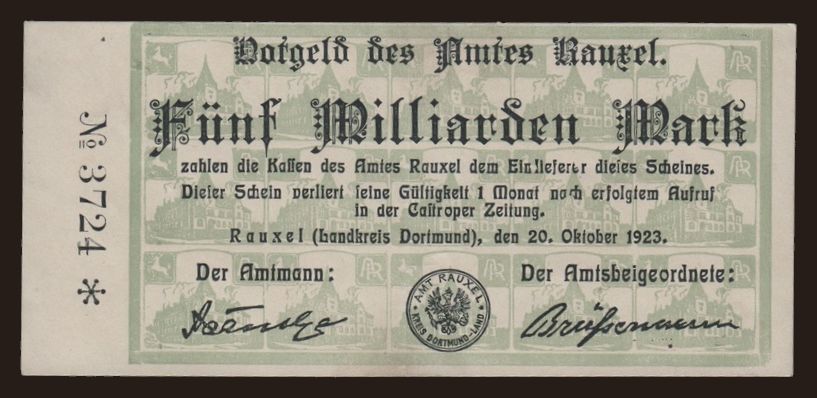 Notgeld des Amtes Rauxel.
Fünf Milliarden Mark
zahlen die Kassen des Amtes Rauxel dem Einlieferer dieses Scheines.
Dieser Schein verliert seine Gültigkeit 1 Monat nach erfolgtem Aufruf
in der Castroper Zeitung.
Rauxel (Landkreis Dortmund), den 20. Oktober 1923.
Der Amtmann:
Der Amtsbeigeordnete:
AMT RAUXEL
KREIS DORTMUND-LAND
Brüssemann
№ 3724 *